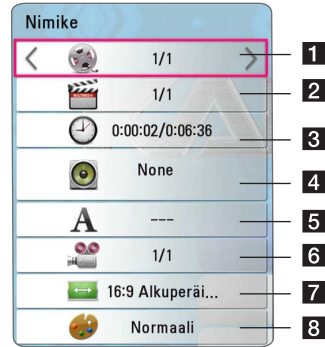 Nimike
1/1 1
1/1 2
0:00:02/0:06:36 3
None 4
A --- 5
1/1 6
16:9 Alkuperäi... 7
Normaali 8